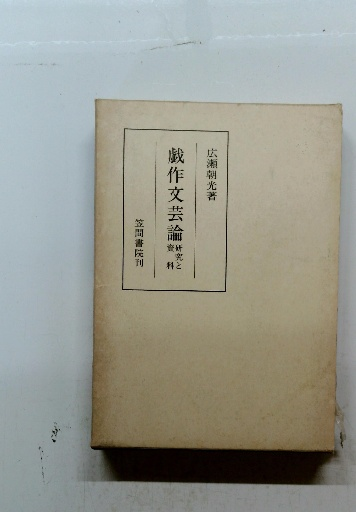 広瀬朝光著
戯作文芸論
研究と
資料
笠間書院刊